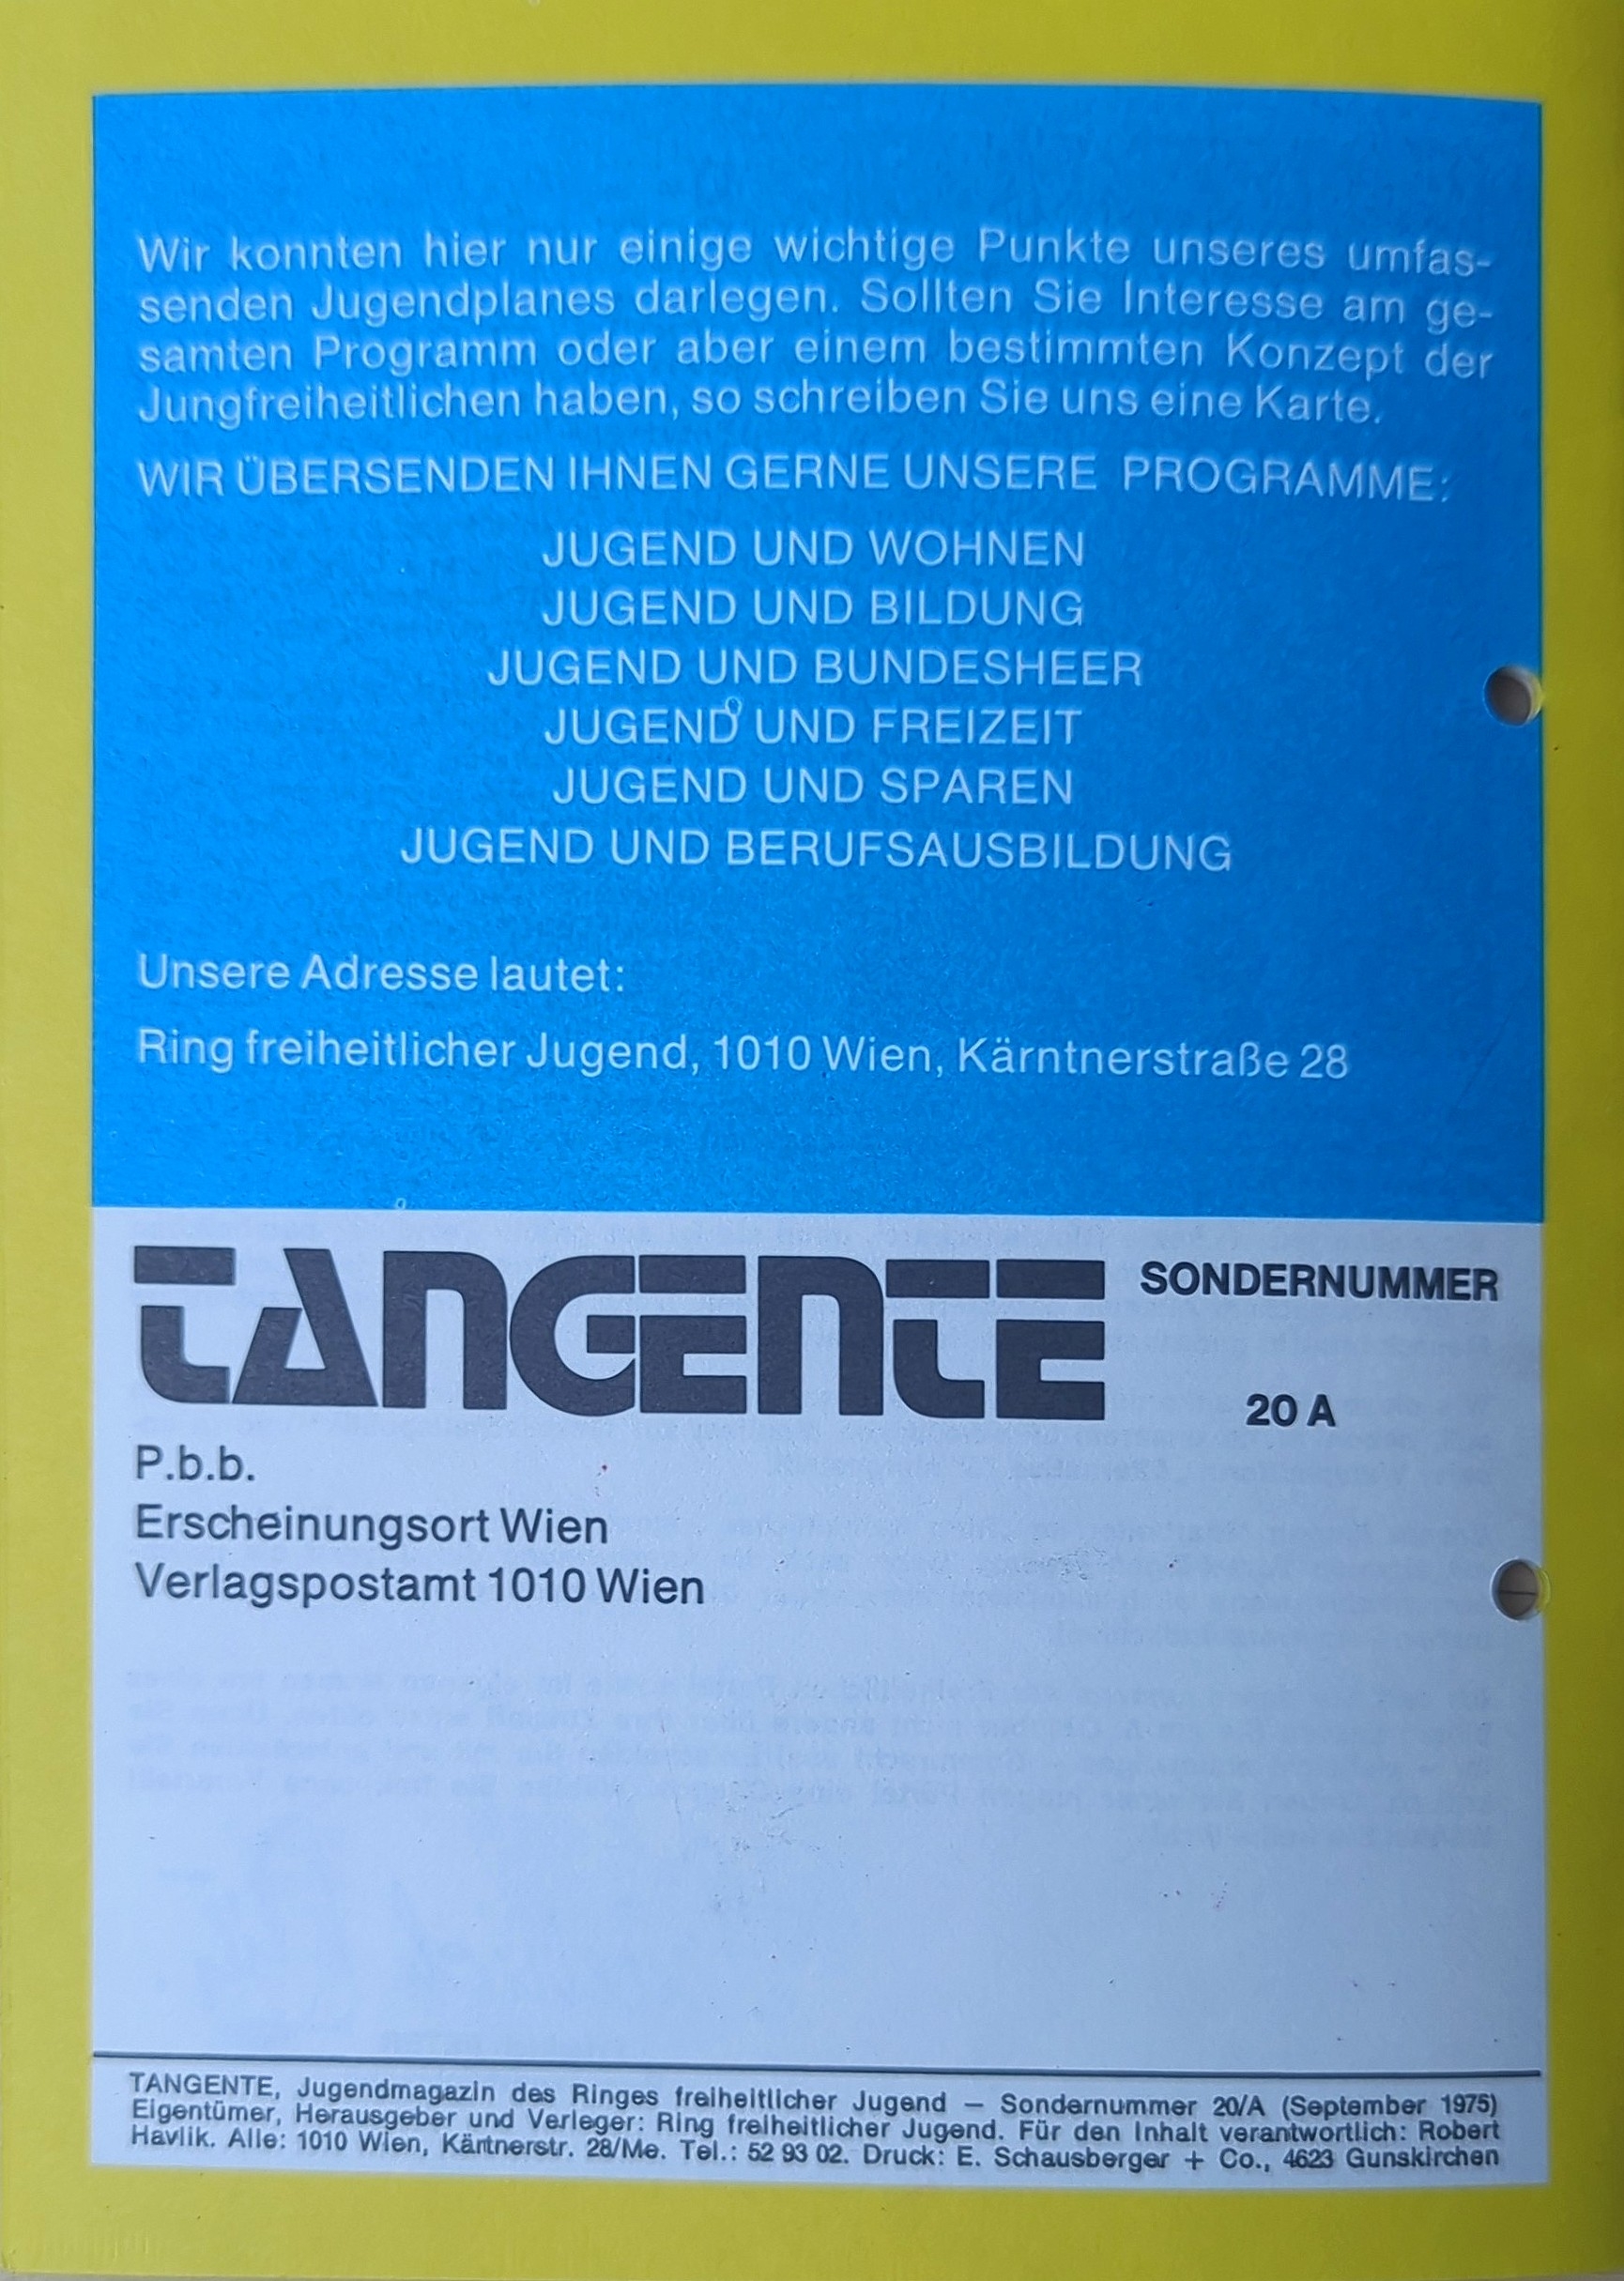 Wir konnten hier nur einige wichtige Punkte unseres umfas-
senden Jugendplanes darlegen. Sollten Sie Interesse am ge-
samten Programm oder aber einem bestimmten Konzept der
Jungfreiheitlichen haben, so schreiben Sie uns eine Karte.
WIR ÜBERSENDEN IHNEN GERNE UNSERE PROGRAMME:
JUGEND UND WOHNEN
JUGEND UND BILDUNG
JUGEND UND BUNDESHEER
JUGEND UND FREIZEIT
JUGEND UND SPAREN
JUGEND UND BERUFSAUSBILDUNG
Unsere Adresse lautet:
Ring freiheitlicher Jugend, 1010 Wien, Kärntnerstraße 28
TANGENTE SONDERNUMMER
20 A
P.b.b.
Erscheinungsort Wien
Verlagspostamt 1010 Wien
TANGENTE, Jugendmagazin des Ringes freiheitlicher Jugend — Sondernummer 20/A (September 1975)
Eigentümer, Herausgeber und Verleger: Ring freiheitlicher Jugend. Für den Inhalt verantwortlich: Robert
Havlik. Alle: 1010 Wien, Kärtnerstr. 28/Me. Tel.: 52 93 02. Druck: E. Schausberger + Co., 4623 Gunskirchen